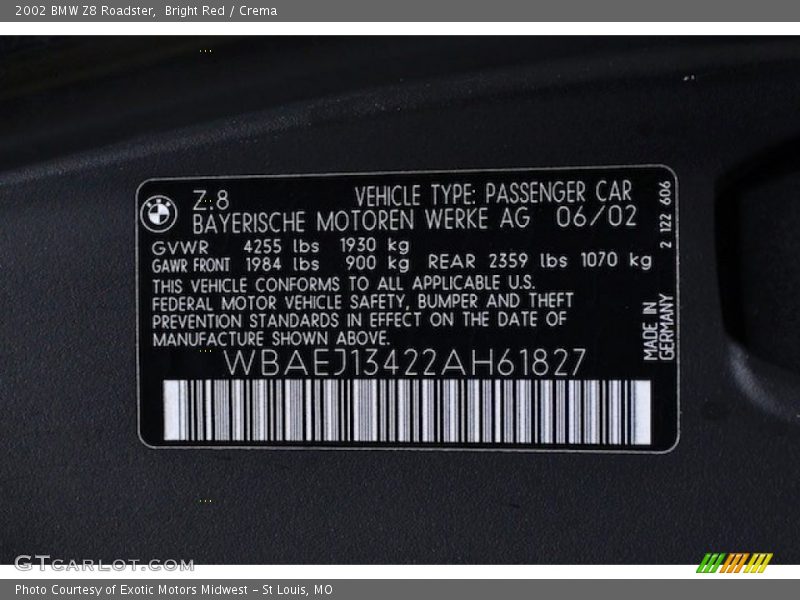 2002 BMW Z8 Roadster, Bright Red / Crema
Z.8 VEHICLE TYPE: PASSENGER CAR
BAYERISCHE MOTOREN WERKE AG 06/02
GVWR 4255 lbs 1930 kg
GAWR FRONT 1984 lbs 900 kg REAR 2359 lbs 1070 kg
THIS VEHICLE CONFORMS TO ALL APPLICABLE U.S.
FEDERAL MOTOR VEHICLE SAFETY, BUMPER AND THEFT
PREVENTION STANDARDS IN EFFECT ON THE DATE OF
MANUFACTURE SHOWN ABOVE.
WBAEJ13422AH61827
2 122 606
MADE IN
GERMANY
GTcarlot.com
Photo Courtesy of Exotic Motors Midwest - St Louis, MO